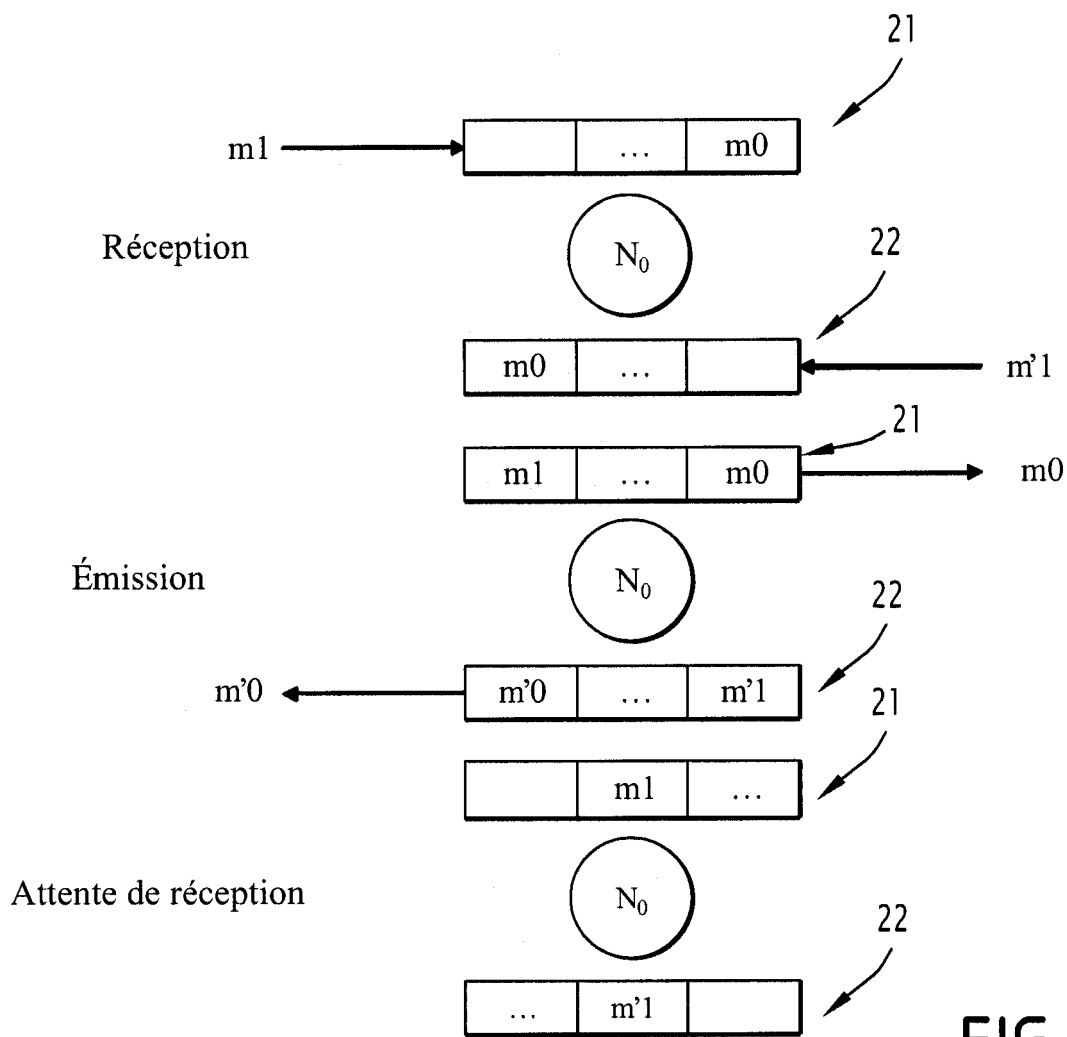 21
m1 … m0
Réception
N0
22
m0 … m'1
21
m1 … m0 m0
Émission
N0
22
m'0 m'0 … m'1
21
m1 …
Attente de réception
N0
22
… m'1
FIG